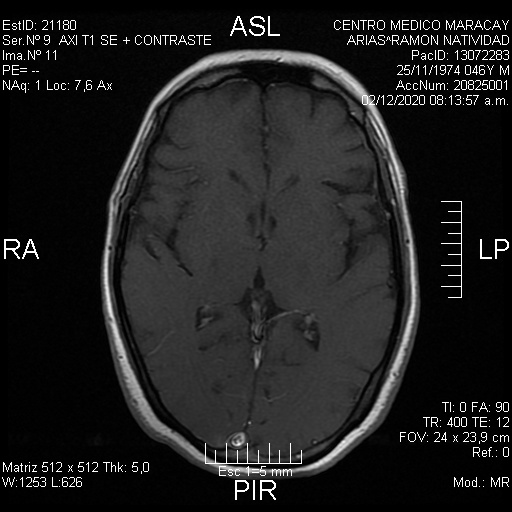 EstID: 21180
Ser.Nº 9  AXI T1 SE + CONTRASTE
Ima.Nº 11
PE= --
NAq: 1 Loc: 7,6 Ax
ASL
CENTRO MEDICO MARACAY
ARIAS^RAMON NATIVIDAD
PacID: 13072283
25/11/1974 046Y M
AccNum: 20825001
02/12/2020 08:13:57 a.m.
RA
LP
TI: 0 FA: 90
TR: 400 TE: 12
FOV: 24 x 23,9 cm
Ref.: 0
Mod.: MR
Matriz 512 x 512 Thk: 5,0
W:1253 L:626
Esc 1=5 mm
PIR